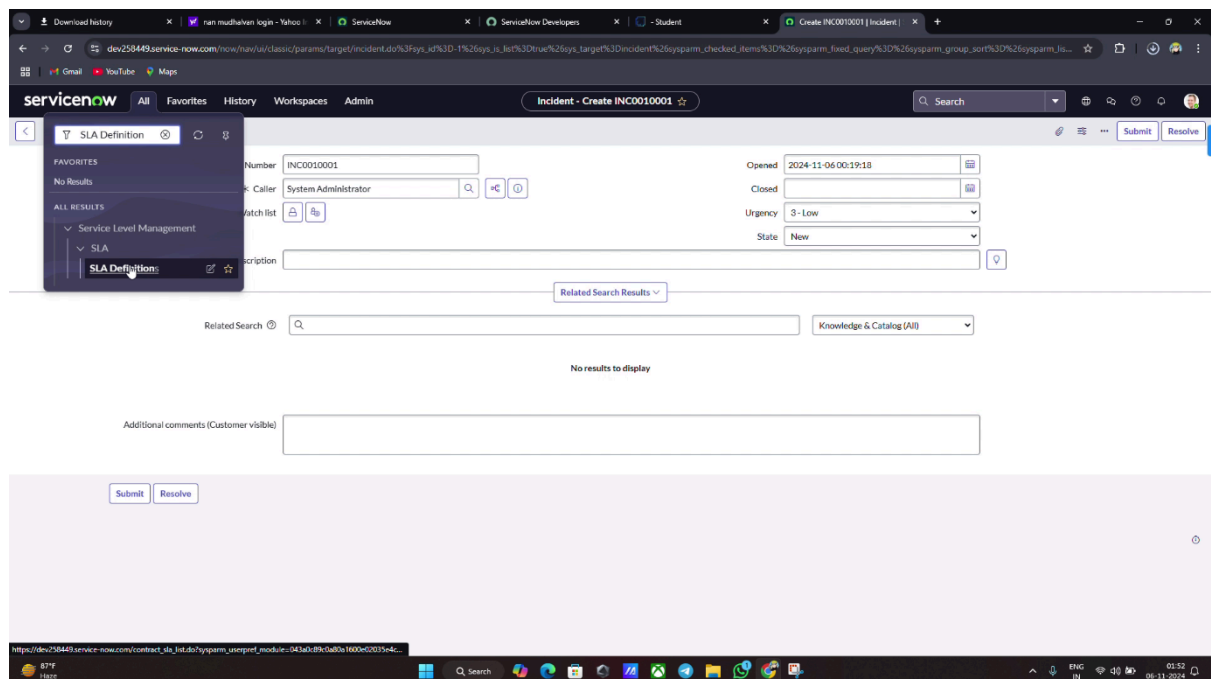 Download history
nan mudhalvan login - Yahoo I
ServiceNow
ServiceNow Developers
- Student
Create INC0010001 | Incident |
dev258449.service-now.com/now/nav/ui/classic/params/target/incident.do%3Fsys_id%3D-1%26sys_is_list%3Dtrue%26sys_target%3Dincident%26sysparm_checked_items%3D%26sysparm_fixed_query%3D%26sysparm_group_sort%3D%26sysparm_lis...
Gmail YouTube Maps
servicenow All Favorites History Workspaces Admin
Incident - Create INC0010001
Search
SLA Definition
Submit Resolve
FAVORITES
No Results
ALL RESULTS
Service Level Management
SLA
SLA Definitions
Number INC0010001
Opened 2024-11-06 00:19:18
Caller System Administrator
Closed
Watch list
Urgency 3 - Low
State New
scription
Related Search Results
Related Search
Knowledge & Catalog (All)
No results to display
Additional comments (Customer visible)
Submit Resolve
https://dev258449.service-now.com/contract_sla_list.do?sysparm_userpref_module=043a0c89c0a80a1600e02035e4c...
87°F
Haze
Search
ENG
IN
01:52
06-11-2024